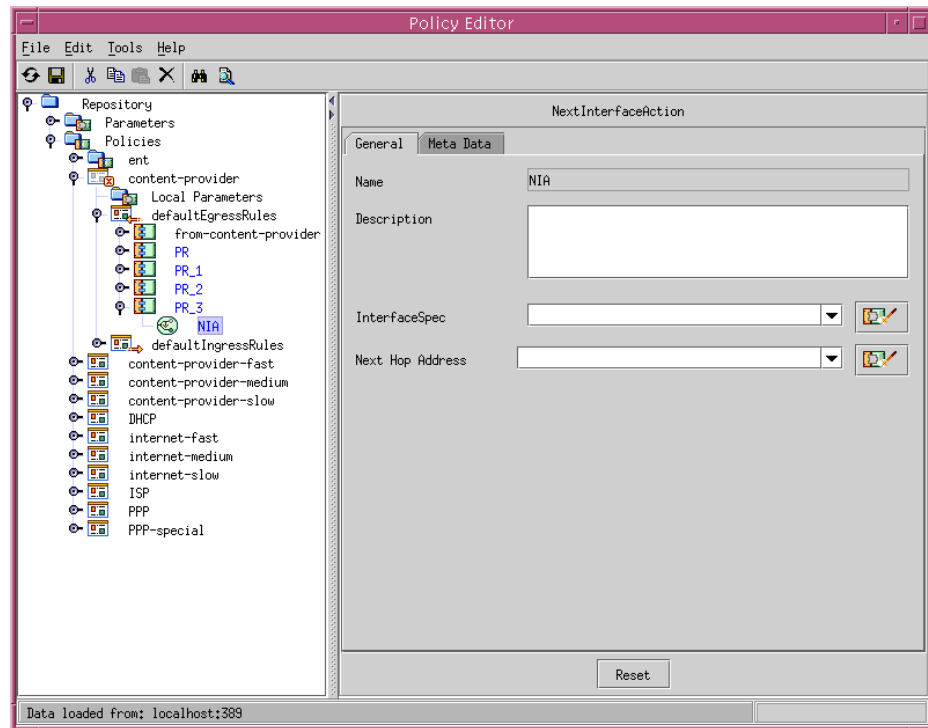 Policy Editor
File Edit Tools Help
Repository
Parameters
Policies
ent
content-provider
Local Parameters
defaultEgressRules
from-content-provider
PR
PR_1
PR_2
PR_3
NIA
defaultIngressRules
content-provider-fast
content-provider-medium
content-provider-slow
DHCP
internet-fast
internet-medium
internet-slow
ISP
PPP
PPP-special
NextInterfaceAction
General Meta Data
Name NIA
Description
InterfaceSpec
Next Hop Address
Reset
Data loaded from: localhost:389